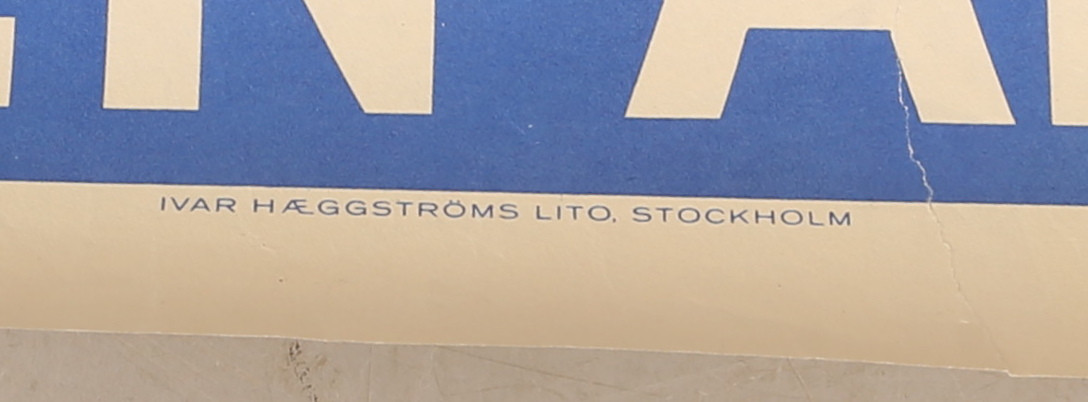 IVAR HÆGGSTRÖMS LITO, STOCKHOLM